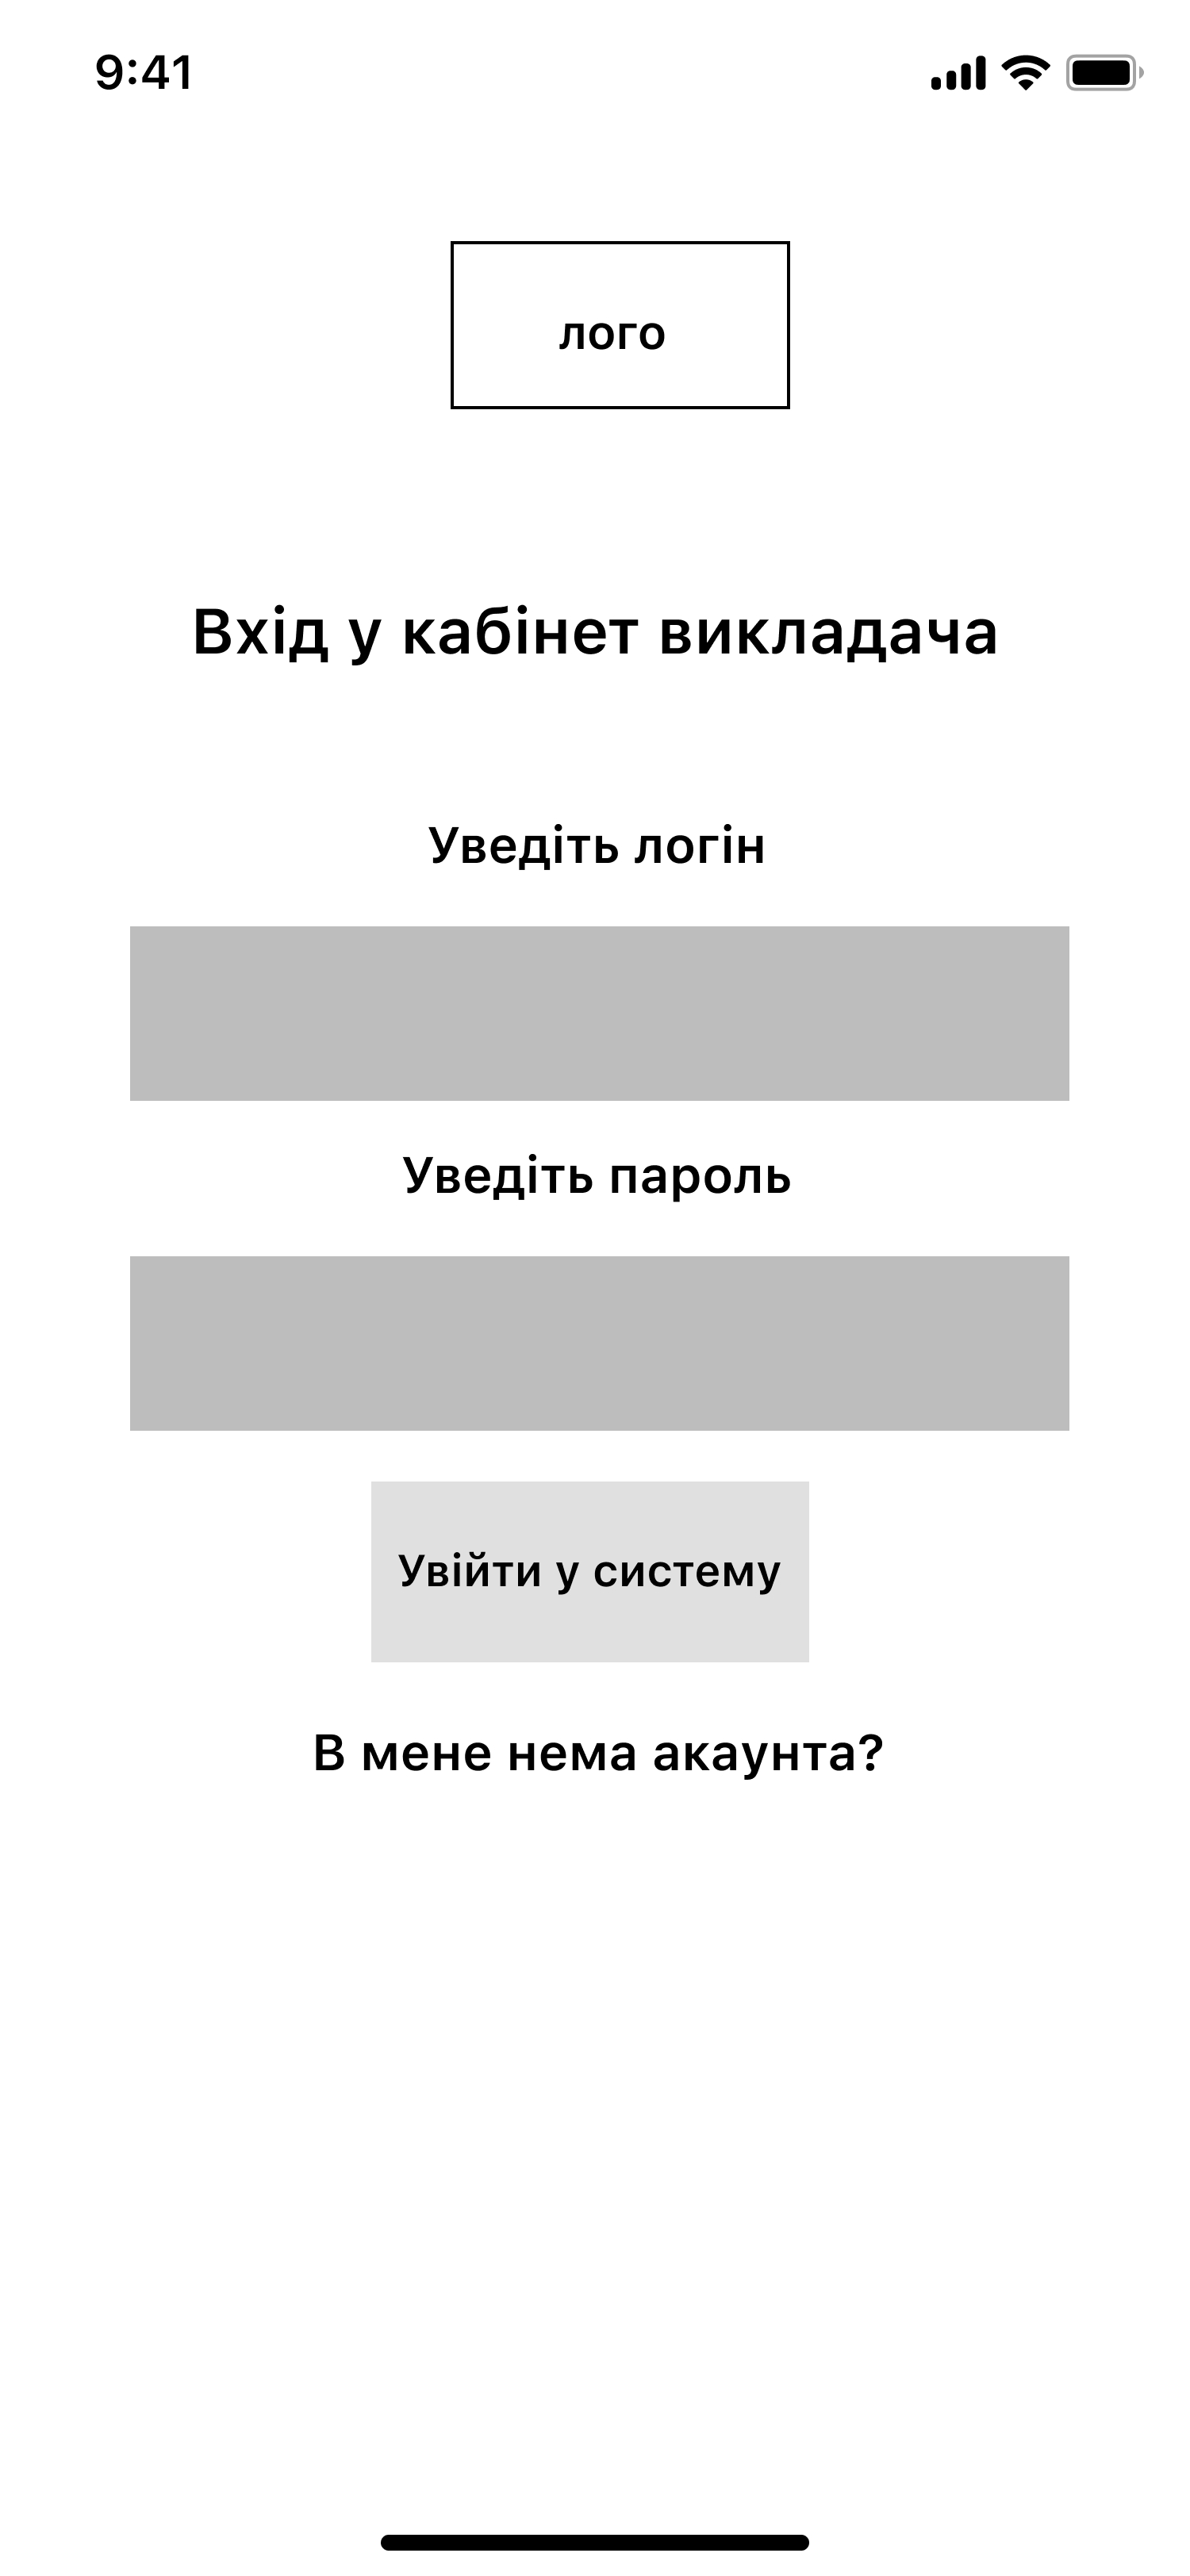 9:41
лого
Вхід у кабінет викладача
Уведіть логін
Уведіть пароль
Увійти у систему
В мене нема акаунта?